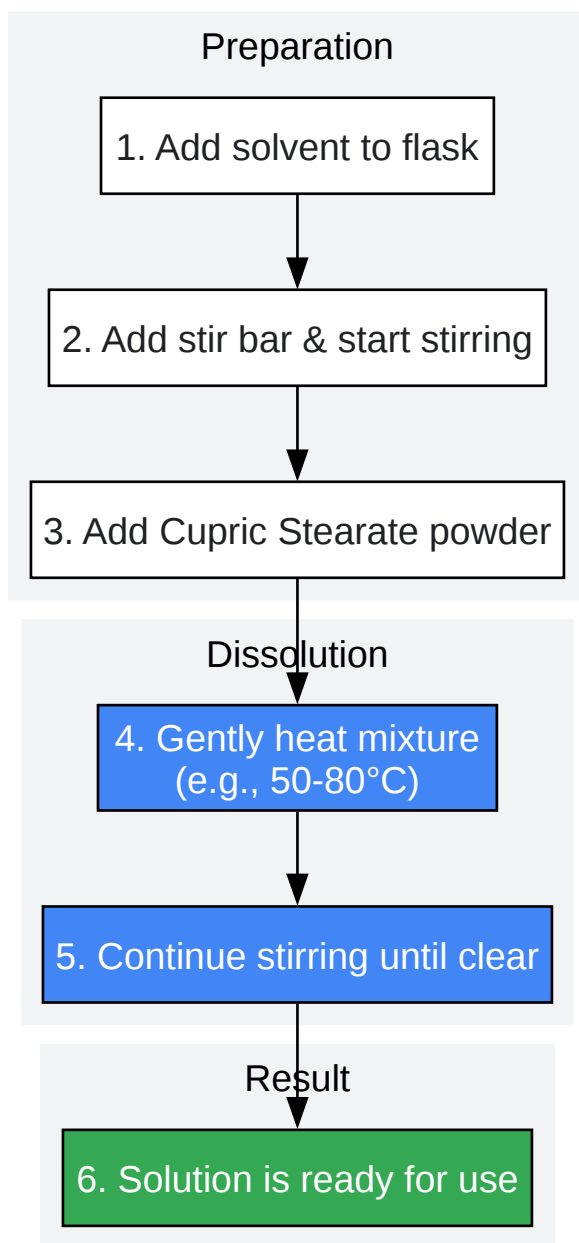 Preparation
1. Add solvent to flask
2. Add stir bar & start stirring
3. Add Cupric Stearate powder
Dissolution
4. Gently heat mixture
(e.g., 50-80°C)
5. Continue stirring until clear
Result
6. Solution is ready for use